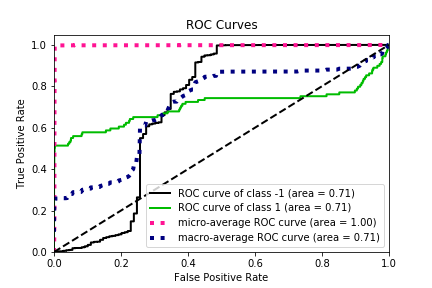 ROC Curves
True Positive Rate
1.0
0.8
0.6
0.4
0.2
0.0
ROC curve of class -1 (area = 0.71)
ROC curve of class 1 (area = 0.71)
micro-average ROC curve (area = 1.00)
macro-average ROC curve (area = 0.71)
0.0 0.2 0.4 0.6 0.8 1.0
False Positive Rate